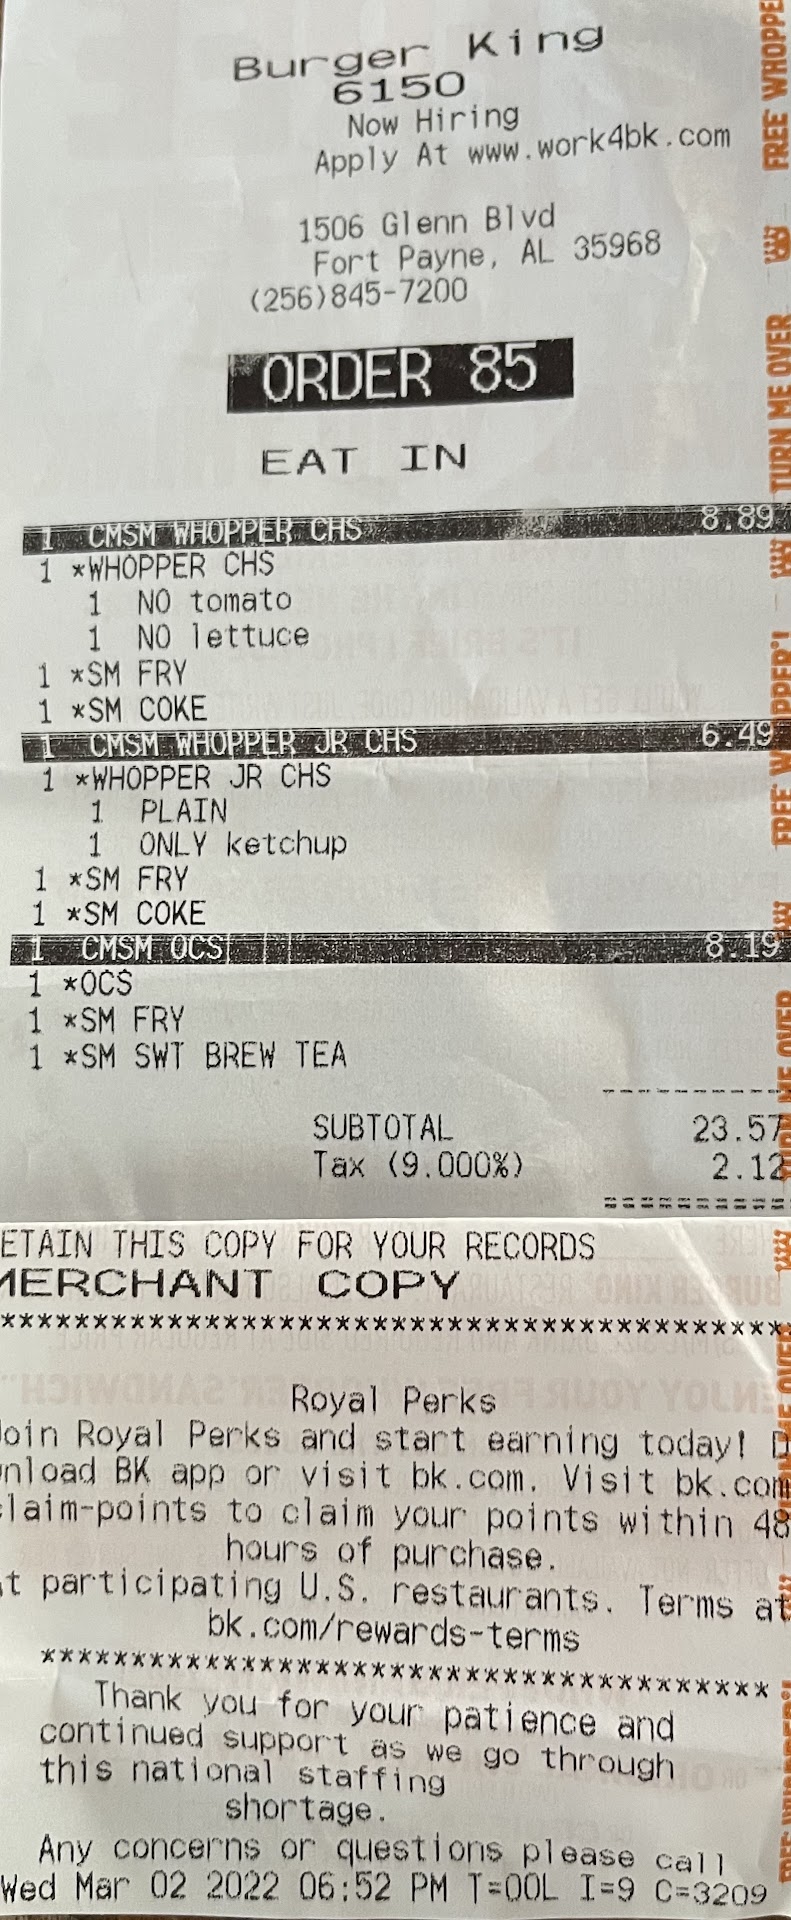 Burger King
6150
Now Hiring
Apply At www.work4bk.com
1506 Glenn Blvd
Fort Payne, AL 35968
(256)845-7200
ORDER 85
EAT IN
1 CMSM WHOPPER CHS 8.89
1 *WHOPPER CHS
1 NO tomato
1 NO lettuce
1 *SM FRY
1 *SM COKE
1 CMSM WHOPPER JR CHS 6.49
1 *WHOPPER JR CHS
1 PLAIN
1 ONLY ketchup
1 *SM FRY
1 *SM COKE
1 CMSM OCS 8.19
1 *OCS
1 *SM FRY
1 *SM SWT BREW TEA
SUBTOTAL 23.57
Tax (9.000%) 2.12
ETAIN THIS COPY FOR YOUR RECORDS
MERCHANT COPY
*****************************************
Royal Perks
Join Royal Perks and start earning today! D
wnload BK app or visit bk.com. Visit bk.com
claim-points to claim your points within 48
hours of purchase.
At participating U.S. restaurants. Terms at
bk.com/rewards-terms
*****************************************
Thank you for your patience and
continued support as we go through
this national staffing
shortage.
Any concerns or questions please call
Wed Mar 02 2022 06:52 PM T=00L I=9 C=3209
FREE WHOPPE
TURN ME OVER
FREE WHOPPER